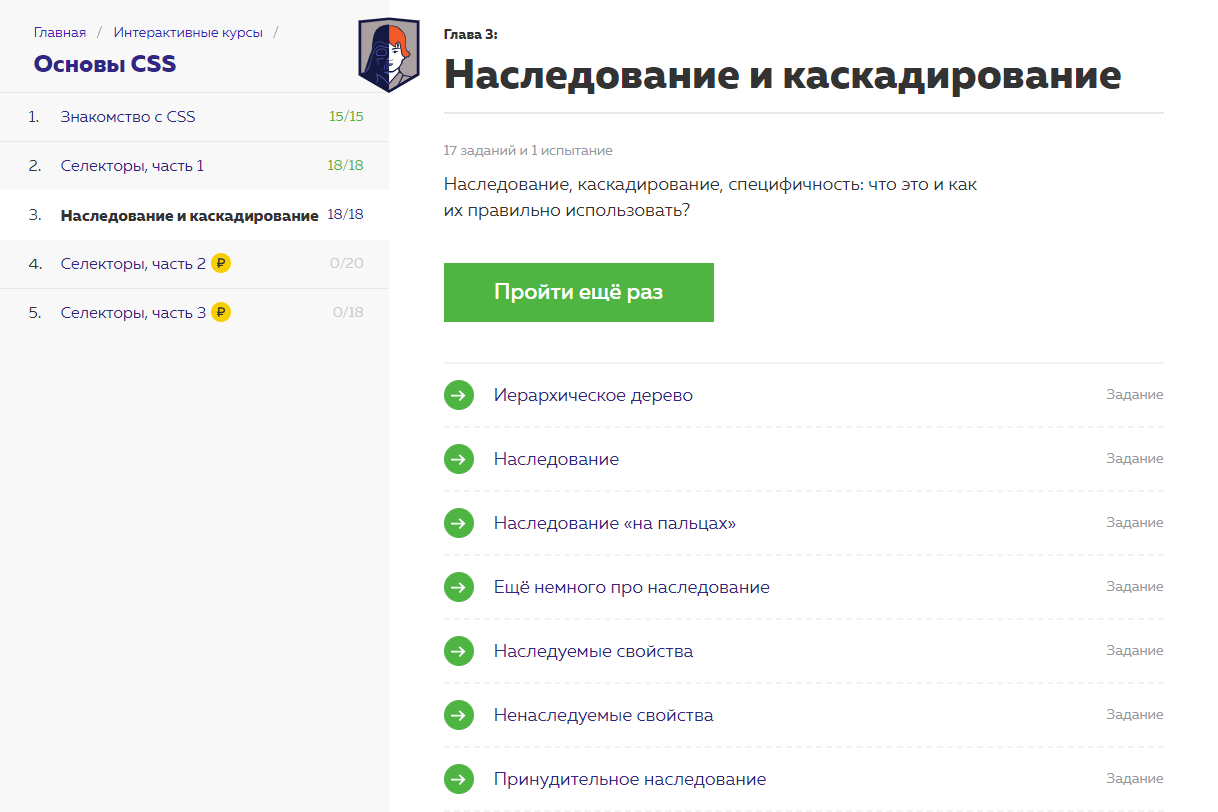 Главная / Интерактивные курсы /
Основы CSS
1. Знакомство с CSS 15/15
2. Селекторы, часть 1 18/18
3. Наследование и каскадирование 18/18
4. Селекторы, часть 2 ₽ 0/20
5. Селекторы, часть 3 ₽ 0/18
Глава 3:
Наследование и каскадирование
17 заданий и 1 испытание
Наследование, каскадирование, специфичность: что это и как
их правильно использовать?
Пройти ещё раз
Иерархическое дерево Задание
Наследование Задание
Наследование «на пальцах» Задание
Ещё немного про наследование Задание
Наследуемые свойства Задание
Ненаследуемые свойства Задание
Принудительное наследование Задание